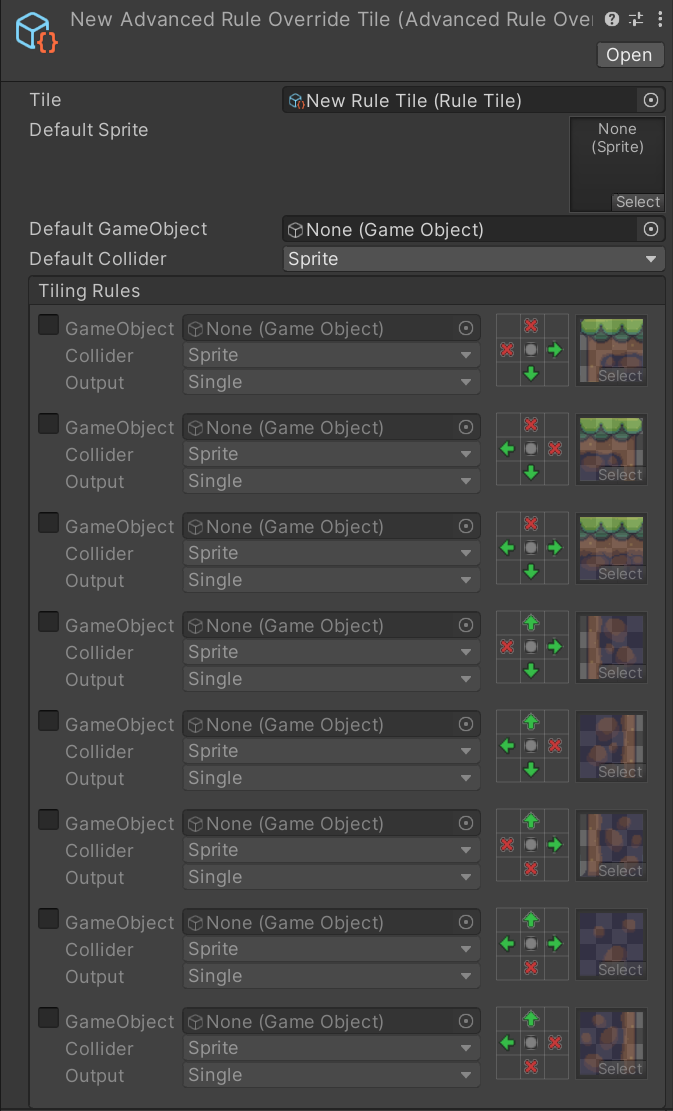 New Advanced Rule Override Tile (Advanced Rule Over
Open
Tile New Rule Tile (Rule Tile)
Default Sprite None
(Sprite)
Select
Default GameObject None (Game Object)
Default Collider Sprite
Tiling Rules
GameObject None (Game Object)
Collider Sprite
Output Single Select
GameObject None (Game Object)
Collider Sprite
Output Single Select
GameObject None (Game Object)
Collider Sprite
Output Single Select
GameObject None (Game Object)
Collider Sprite
Output Single Select
GameObject None (Game Object)
Collider Sprite
Output Single Select
GameObject None (Game Object)
Collider Sprite
Output Single Select
GameObject None (Game Object)
Collider Sprite
Output Single Select
GameObject None (Game Object)
Collider Sprite
Output Single Select